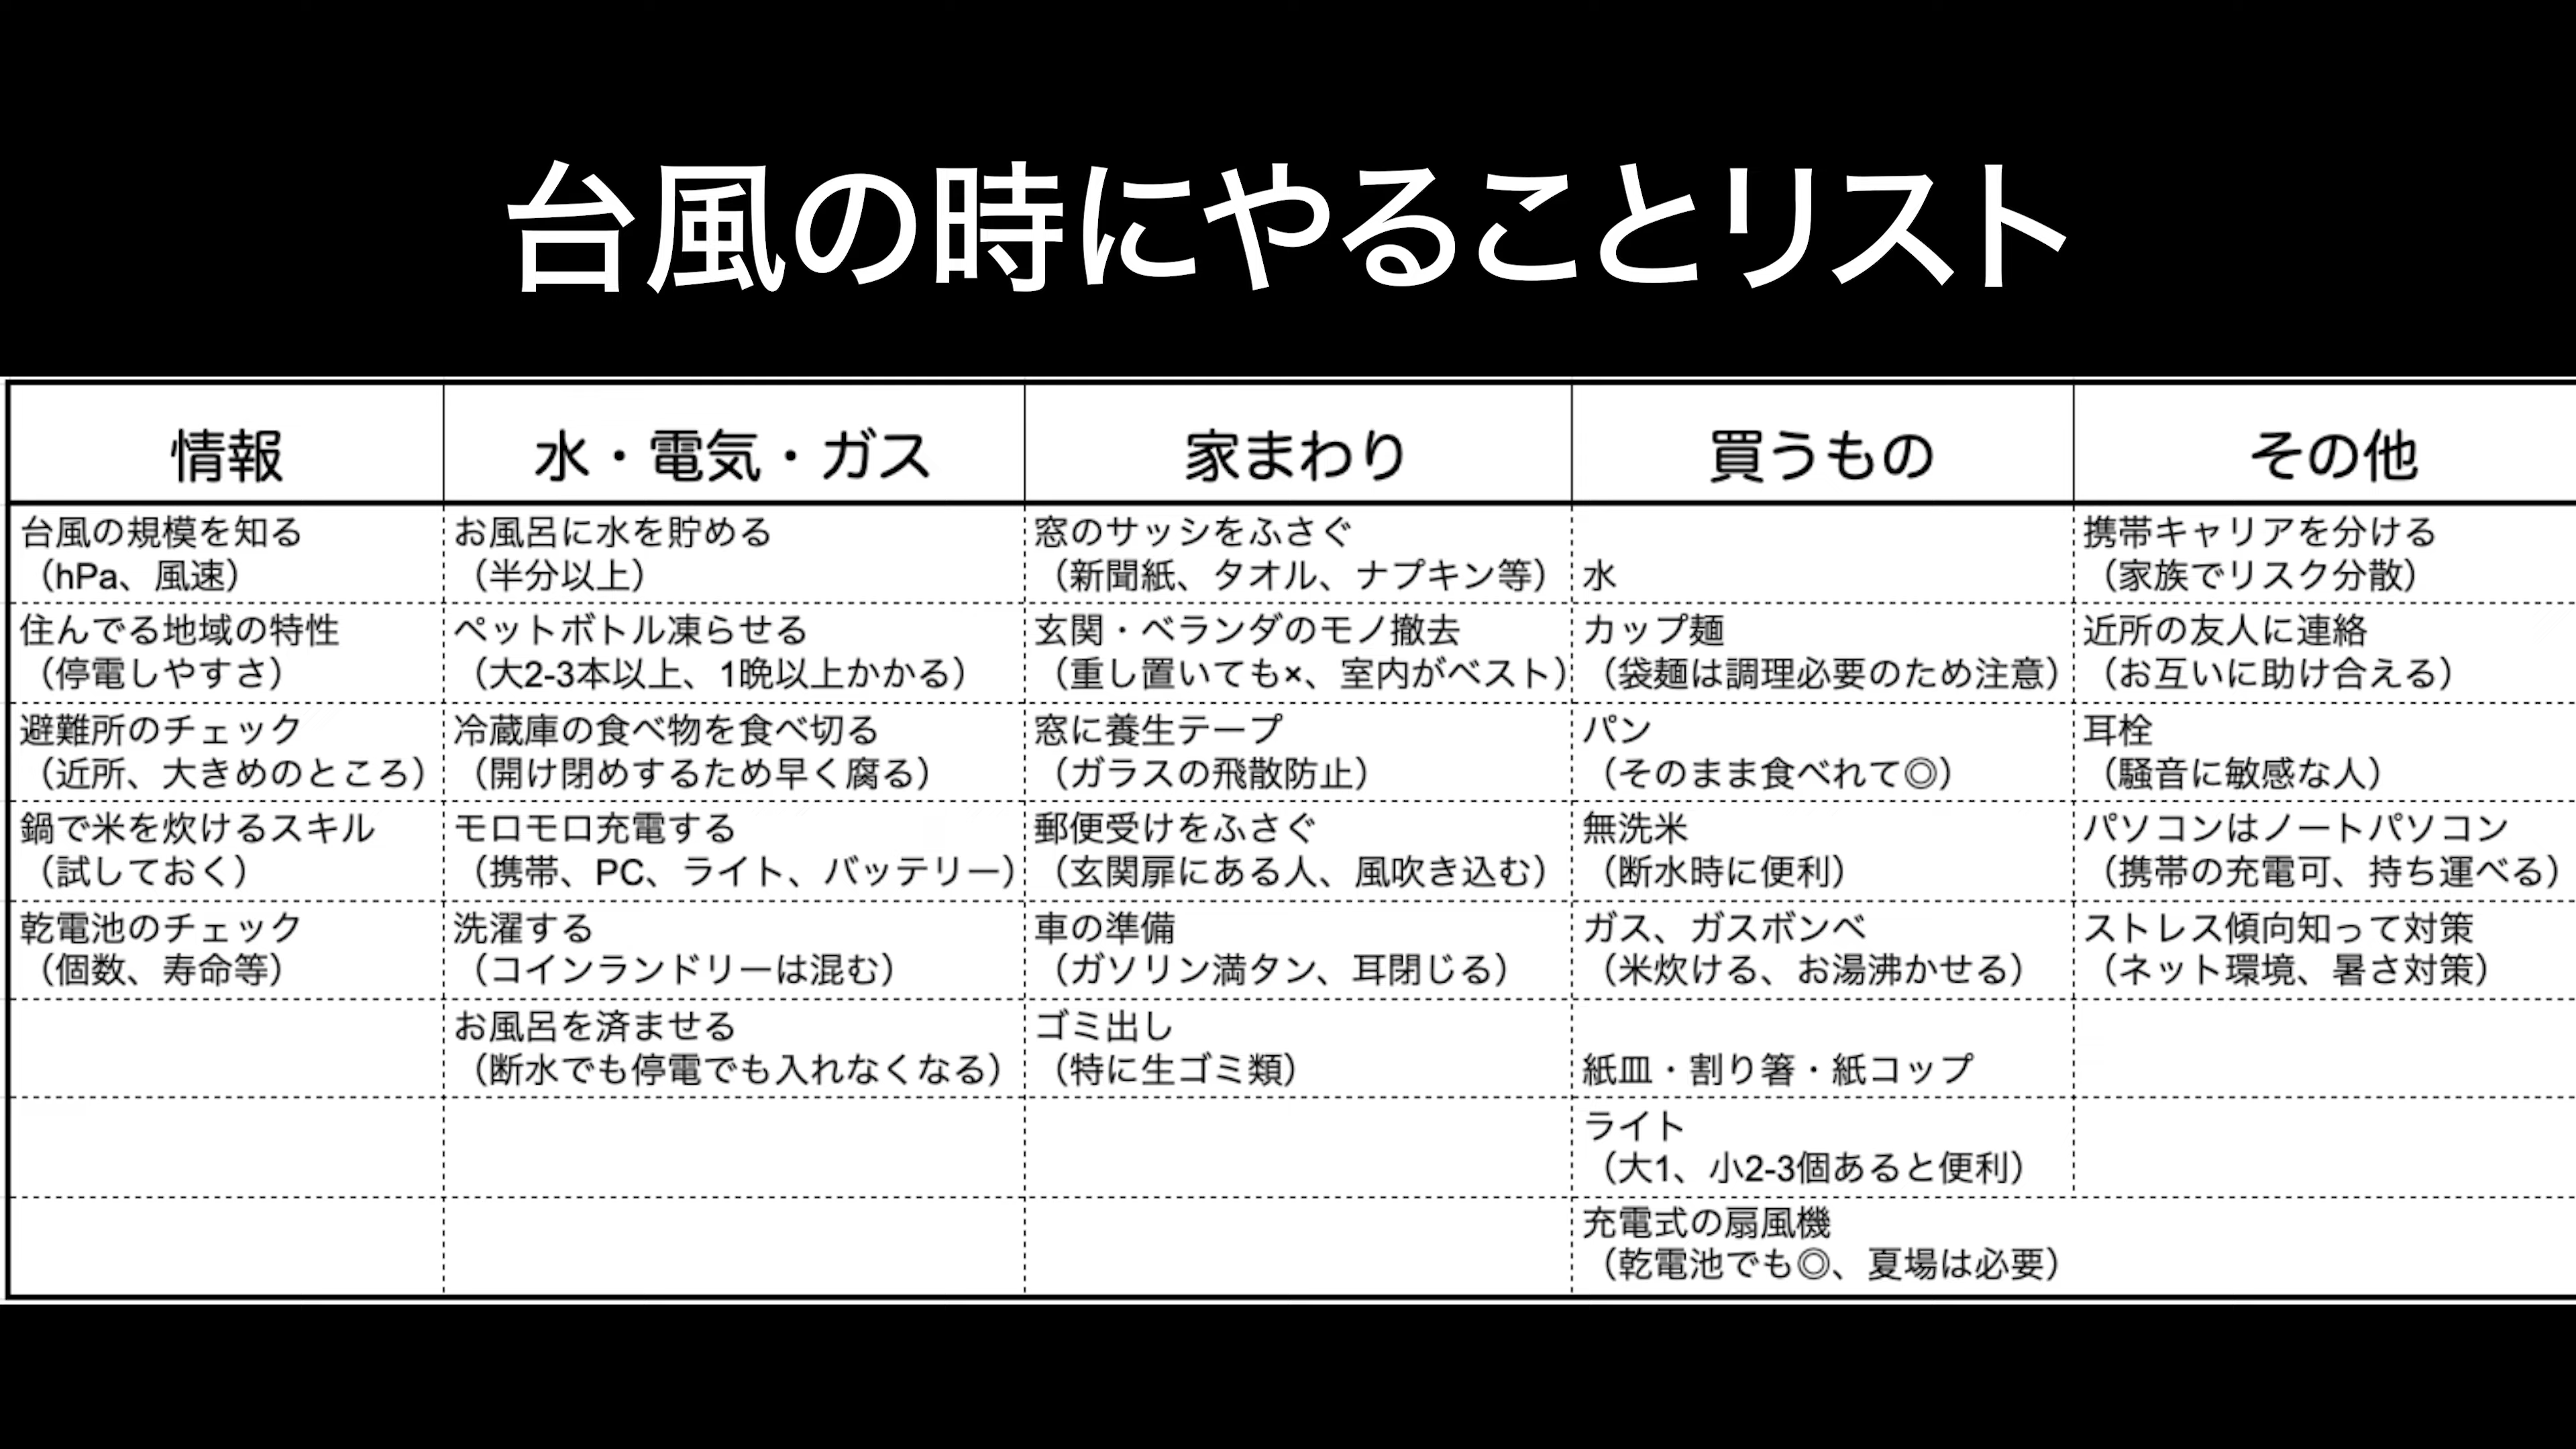 台風の時にやることリスト
情報
水・電気・ガス
家まわり
買うもの
その他
台風の規模を知る
（hPa、風速）
お風呂に水を貯める
（半分以上）
窓のサッシをふさぐ
（新聞紙、タオル、ナプキン等）
水
携帯キャリアを分ける
（家族でリスク分散）
住んでる地域の特性
（停電しやすさ）
ペットボトル凍らせる
（大2-3本以上、1晩以上かかる）
玄関・ベランダのモノ撤去
（重し置いても×、室内がベスト）
カップ麺
（袋麺は調理必要のため注意）
近所の友人に連絡
（お互いに助け合える）
避難所のチェック
（近所、大きめのところ）
冷蔵庫の食べ物を食べ切る
（開け閉めするため早く腐る）
窓に養生テープ
（ガラスの飛散防止）
パン
（そのまま食べれて◎）
耳栓
（騒音に敏感な人）
鍋で米を炊けるスキル
（試しておく）
モロモロ充電する
（携帯、PC、ライト、バッテリー）
郵便受けをふさぐ
（玄関扉にある人、風吹き込む）
無洗米
（断水時に便利）
パソコンはノートパソコン
（携帯の充電可、持ち運べる）
乾電池のチェック
（個数、寿命等）
洗濯する
（コインランドリーは混む）
車の準備
（ガソリン満タン、耳閉じる）
ガス、ガスボンベ
（米炊ける、お湯沸かせる）
ストレス傾向知って対策
（ネット環境、暑さ対策）
お風呂を済ませる
（断水でも停電でも入れなくなる）
ゴミ出し
（特に生ゴミ類）
紙皿・割り箸・紙コップ
ライト
（大1、小2-3個あると便利）
充電式の扇風機
（乾電池でも◎、夏場は必要）